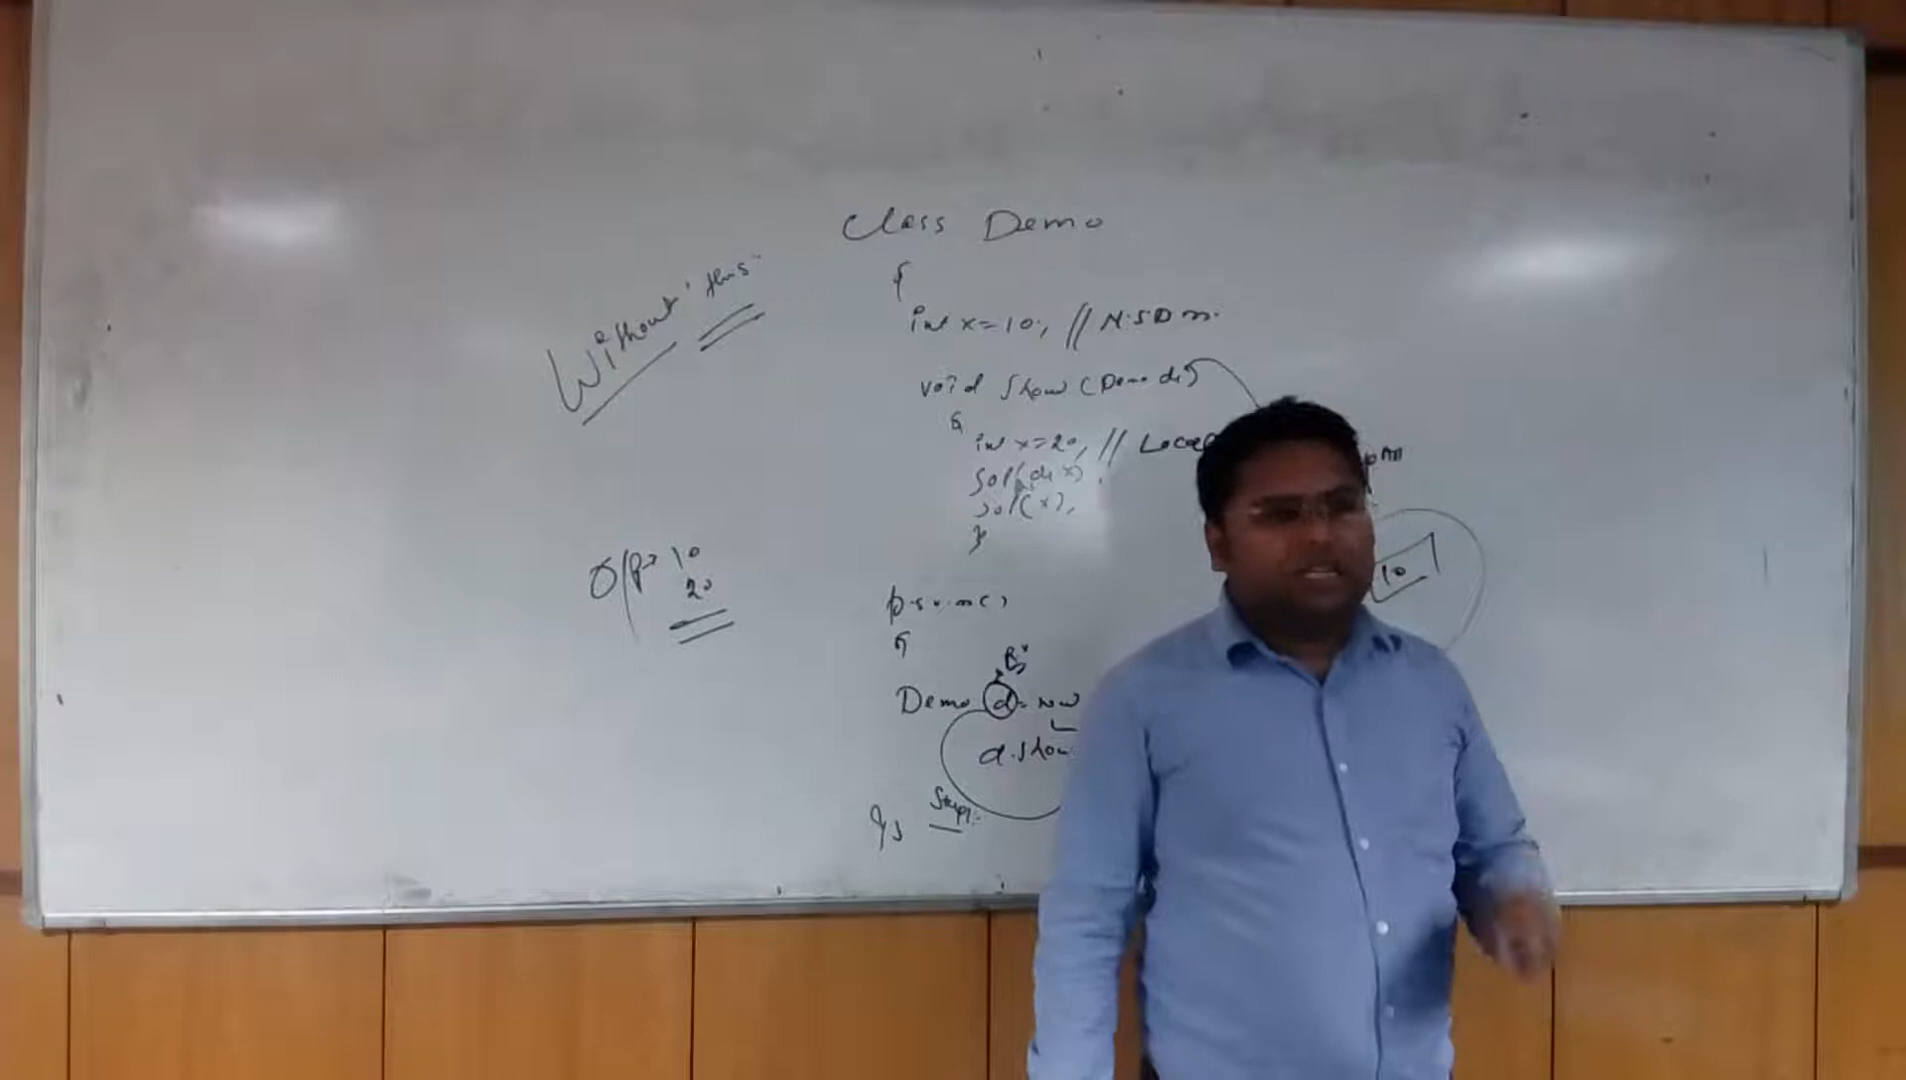 Class Demo
Without 'this'
{
int x=10; // N.S.D.m.
void show (Demo d1)
{
int x=20; // Local
sop(d1.x);
sop(x);
}
O/P→ 10
20
10
p.s.v.m()
{
Demo d = new
d.show
}}